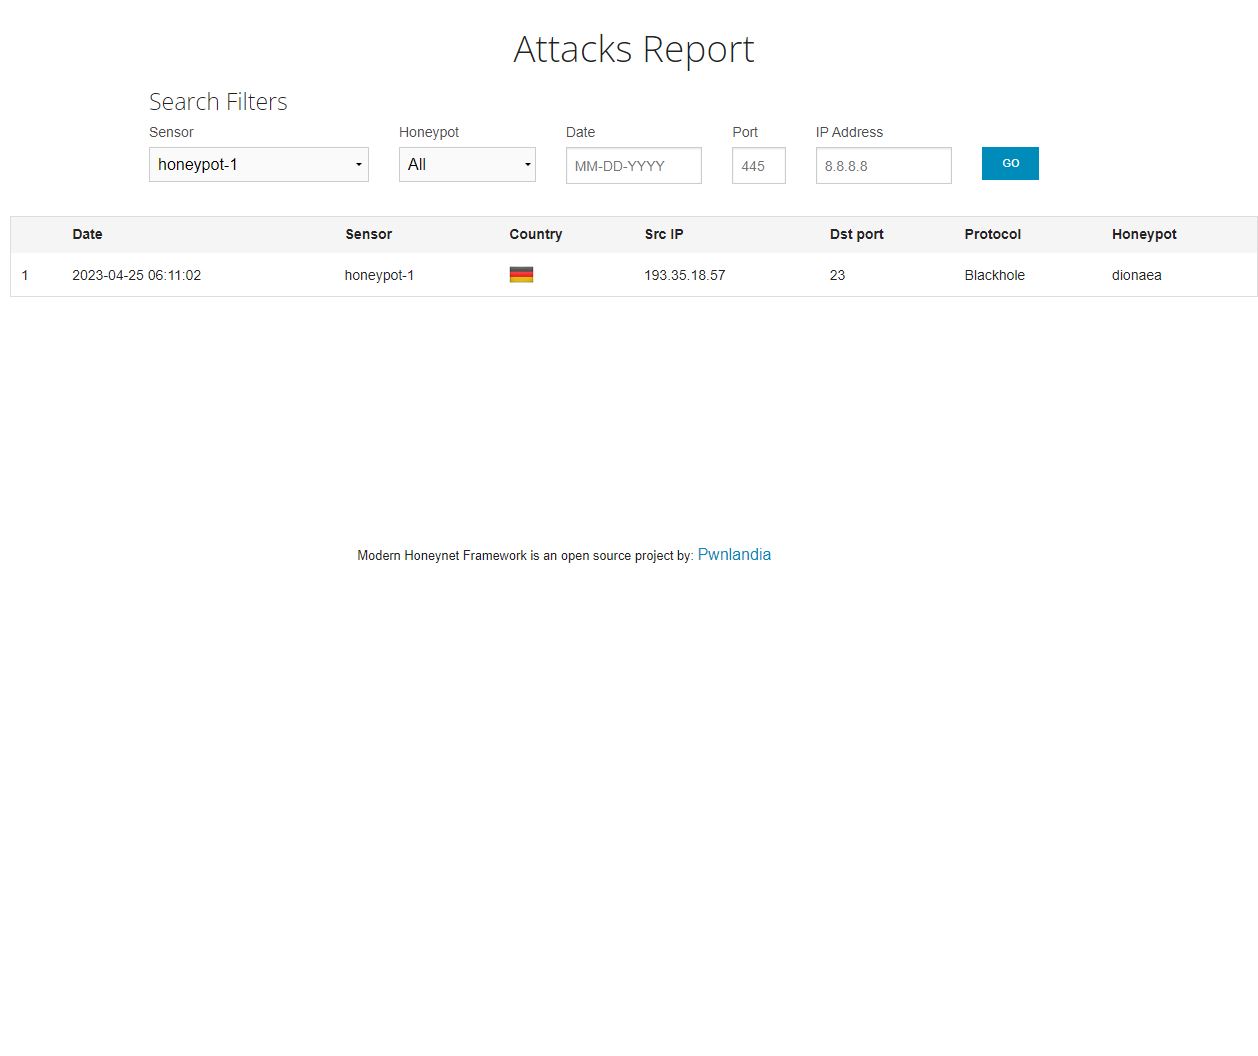 Attacks Report
Search Filters
Sensor Honeypot Date Port IP Address
honeypot-1 All MM-DD-YYYY 445 8.8.8.8 GO
Date Sensor Country Src IP Dst port Protocol Honeypot
1 2023-04-25 06:11:02 honeypot-1 193.35.18.57 23 Blackhole dionaea
Modern Honeynet Framework is an open source project by: Pwnlandia